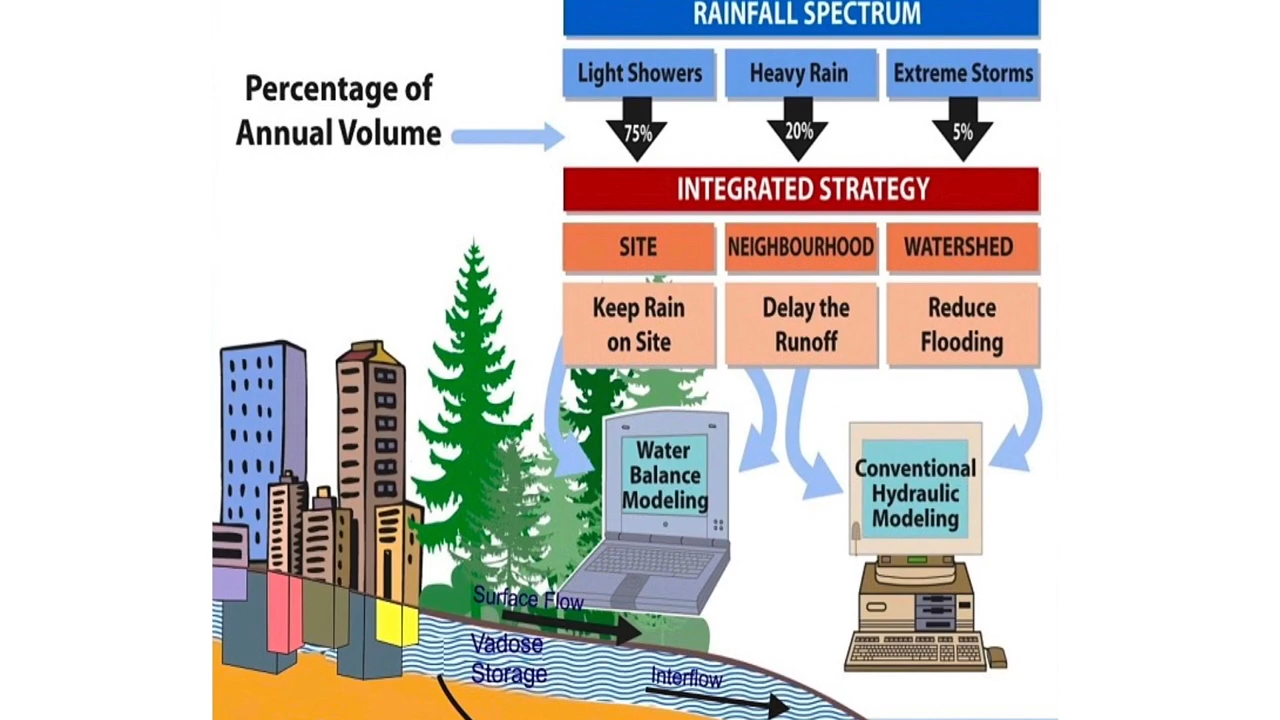 RAINFALL SPECTRUM
Light Showers
Heavy Rain
Extreme Storms
Percentage of
Annual Volume
75%
20%
5%
INTEGRATED STRATEGY
SITE
NEIGHBOURHOOD
WATERSHED
Keep Rain
on Site
Delay the
Runoff
Reduce
Flooding
Water
Balance
Modeling
Conventional
Hydraulic
Modeling
Surface Flow
Vadose
Storage
Interflow